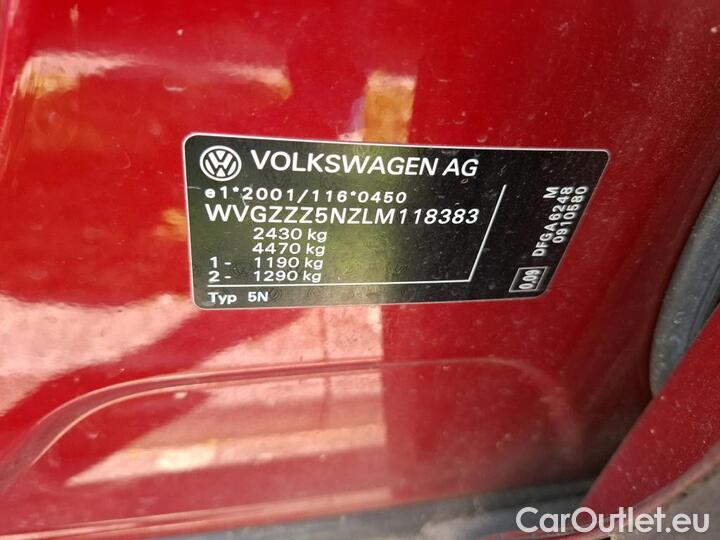 VOLKSWAGEN AG
e1*2001/116*0450
WVGZZZ5NZLM118383
2430 kg
4470 kg
1- 1190 kg
2- 1290 kg
Typ 5N
M
DFGA6248
0910580
0.09
CarOutlet.eu